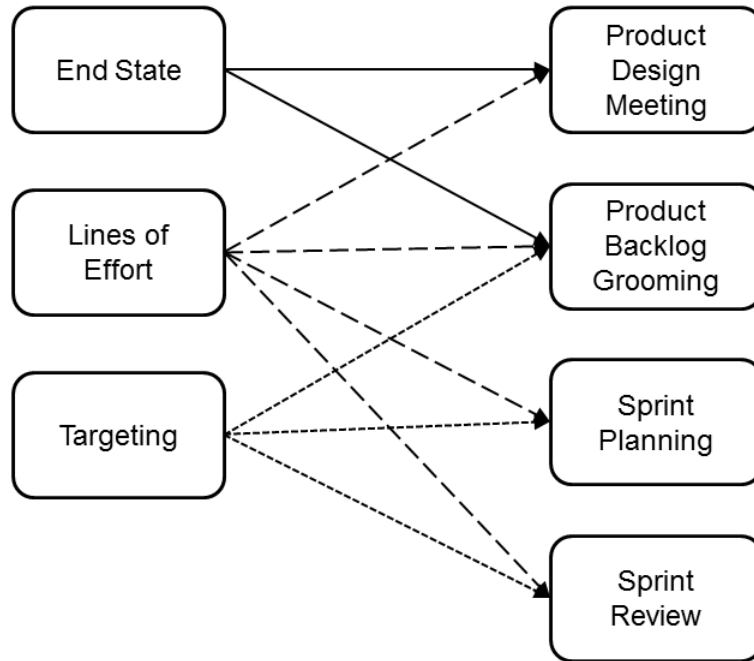 End State
Lines of
Effort
Targeting
Product
Design
Meeting
Product
Backlog
Grooming
Sprint
Planning
Sprint
Review